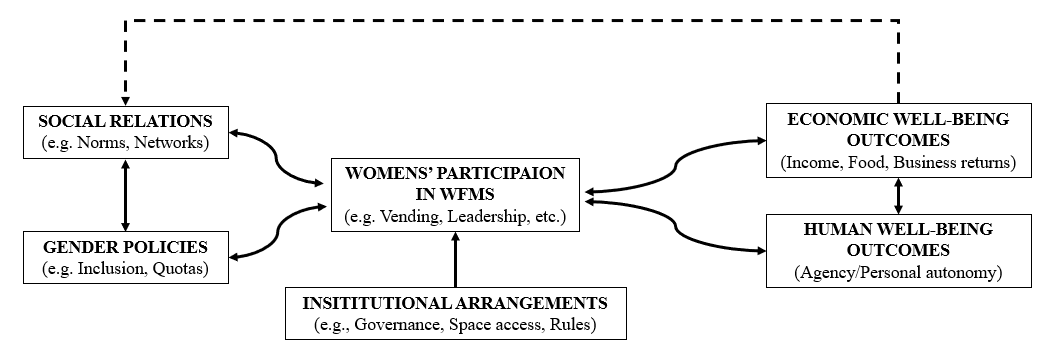 SOCIAL RELATIONS
(e.g. Norms, Networks)
GENDER POLICIES
(e.g. Inclusion, Quotas)
WOMENS’ PARTICIPAION
IN WFMS
(e.g. Vending, Leadership, etc.)
INSITITUTIONAL ARRANGEMENTS
(e.g., Governance, Space access, Rules)
ECONOMIC WELL-BEING
OUTCOMES
(Income, Food, Business returns)
HUMAN WELL-BEING
OUTCOMES
(Agency/Personal autonomy)